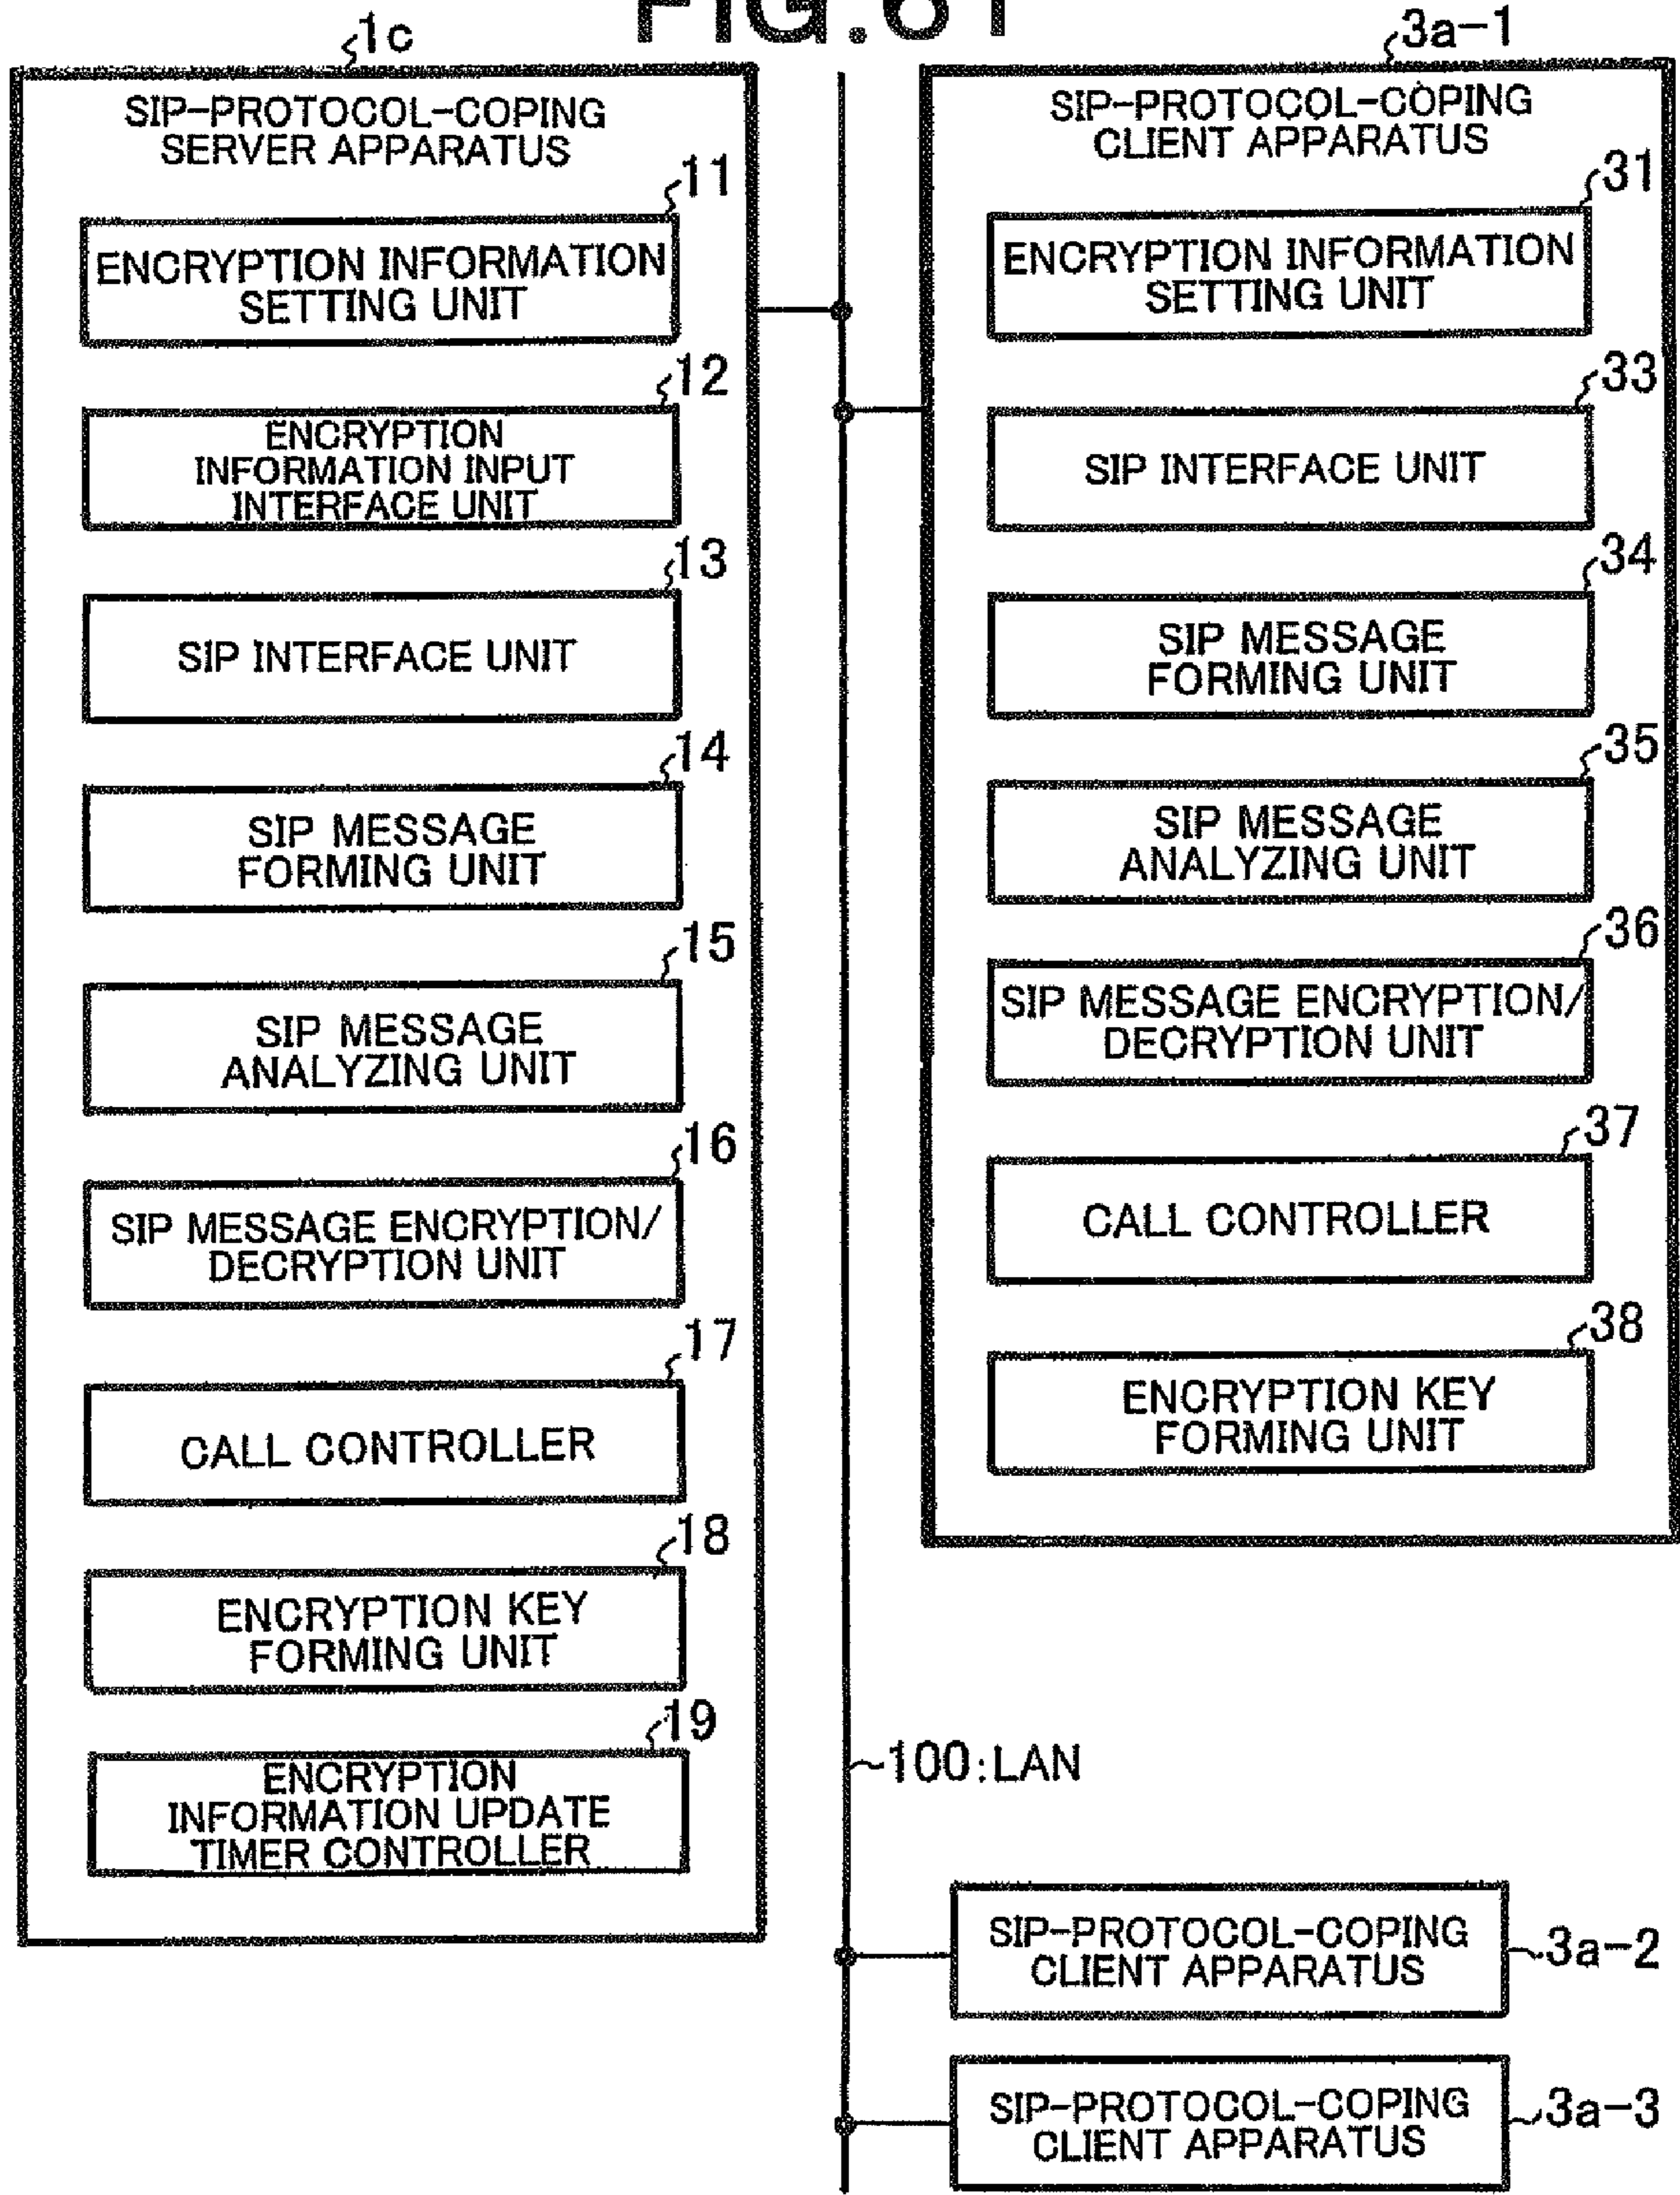 FIG.61
1c
SIP-PROTOCOL-COPING
SERVER APPARATUS
11
ENCRYPTION INFORMATION
SETTING UNIT
12
ENCRYPTION
INFORMATION INPUT
INTERFACE UNIT
13
SIP INTERFACE UNIT
14
SIP MESSAGE
FORMING UNIT
15
SIP MESSAGE
ANALYZING UNIT
16
SIP MESSAGE ENCRYPTION/
DECRYPTION UNIT
17
CALL CONTROLLER
18
ENCRYPTION KEY
FORMING UNIT
19
ENCRYPTION
INFORMATION UPDATE
TIMER CONTROLLER
3a-1
SIP-PROTOCOL-COPING
CLIENT APPARATUS
31
ENCRYPTION INFORMATION
SETTING UNIT
33
SIP INTERFACE UNIT
34
SIP MESSAGE
FORMING UNIT
35
SIP MESSAGE
ANALYZING UNIT
36
SIP MESSAGE ENCRYPTION/
DECRYPTION UNIT
37
CALL CONTROLLER
38
ENCRYPTION KEY
FORMING UNIT
100:LAN
SIP-PROTOCOL-COPING
CLIENT APPARATUS
3a-2
SIP-PROTOCOL-COPING
CLIENT APPARATUS
3a-3